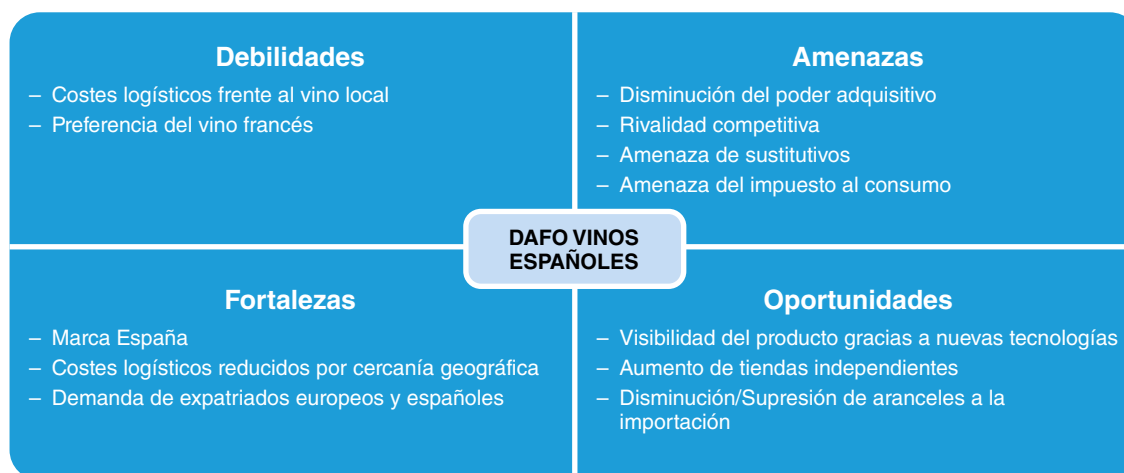 Debilidades
– Costes logísticos frente al vino local
– Preferencia del vino francés
Amenazas
– Disminución del poder adquisitivo
– Rivalidad competitiva
– Amenaza de sustitutivos
– Amenaza del impuesto al consumo
DAFO VINOS
ESPAÑOLES
Fortalezas
– Marca España
– Costes logísticos reducidos por cercanía geográfica
– Demanda de expatriados europeos y españoles
Oportunidades
– Visibilidad del producto gracias a nuevas tecnologías
– Aumento de tiendas independientes
– Disminución/Supresión de aranceles a la
importación